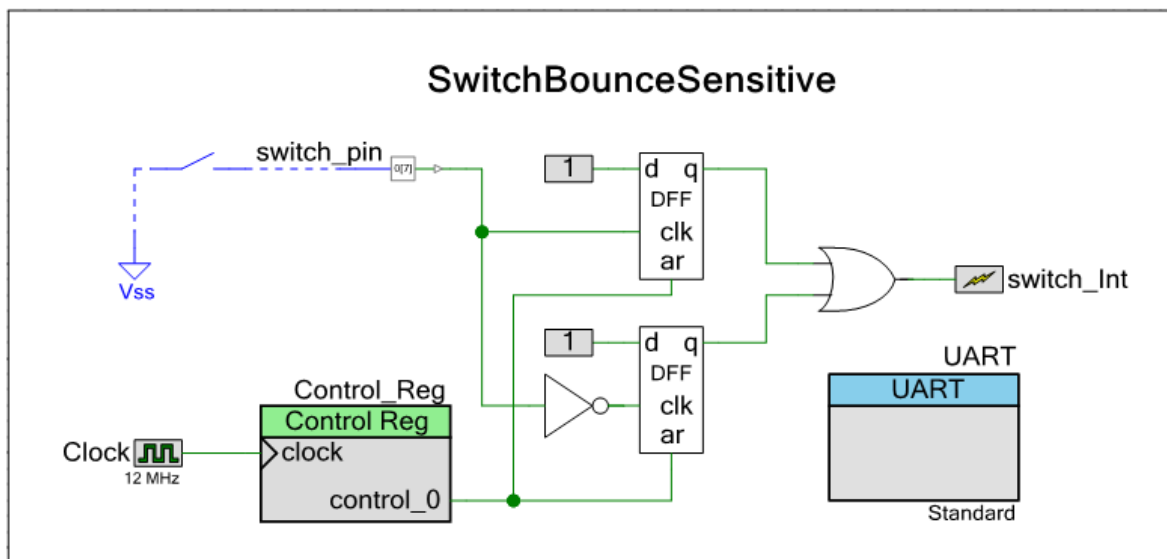 SwitchBounceSensitive
switch_pin
0[7]
1
d q
DFF
clk
ar
Vss
switch_Int
1
d q
DFF
clk
ar
UART
UART
Standard
Control_Reg
Control Reg
Clock
12 MHz
clock
control_0